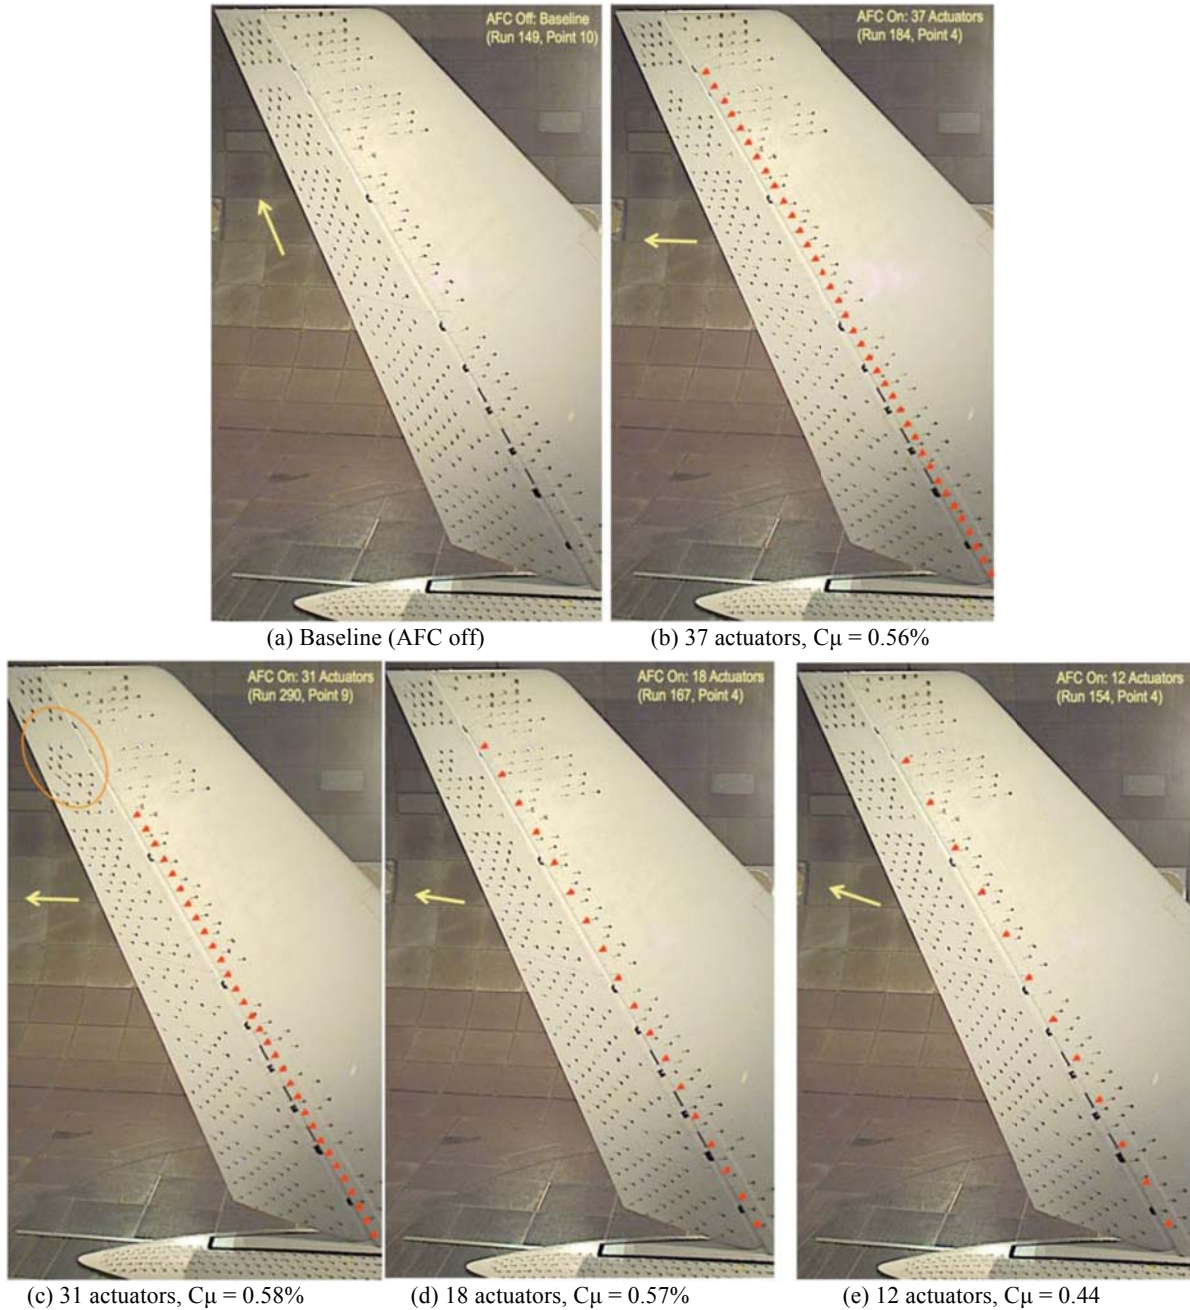 AFC Off: Baseline
(Run 149, Point 10)
AFC On: 37 Actuators
(Run 184, Point 4)
(a) Baseline (AFC off)
(b) 37 actuators, Cμ = 0.56%
AFC On: 31 Actuators
(Run 290, Point 9)
AFC On: 18 Actuators
(Run 167, Point 4)
AFC On: 12 Actuators
(Run 154, Point 4)
(c) 31 actuators, Cμ = 0.58%
(d) 18 actuators, Cμ = 0.57%
(e) 12 actuators, Cμ = 0.44